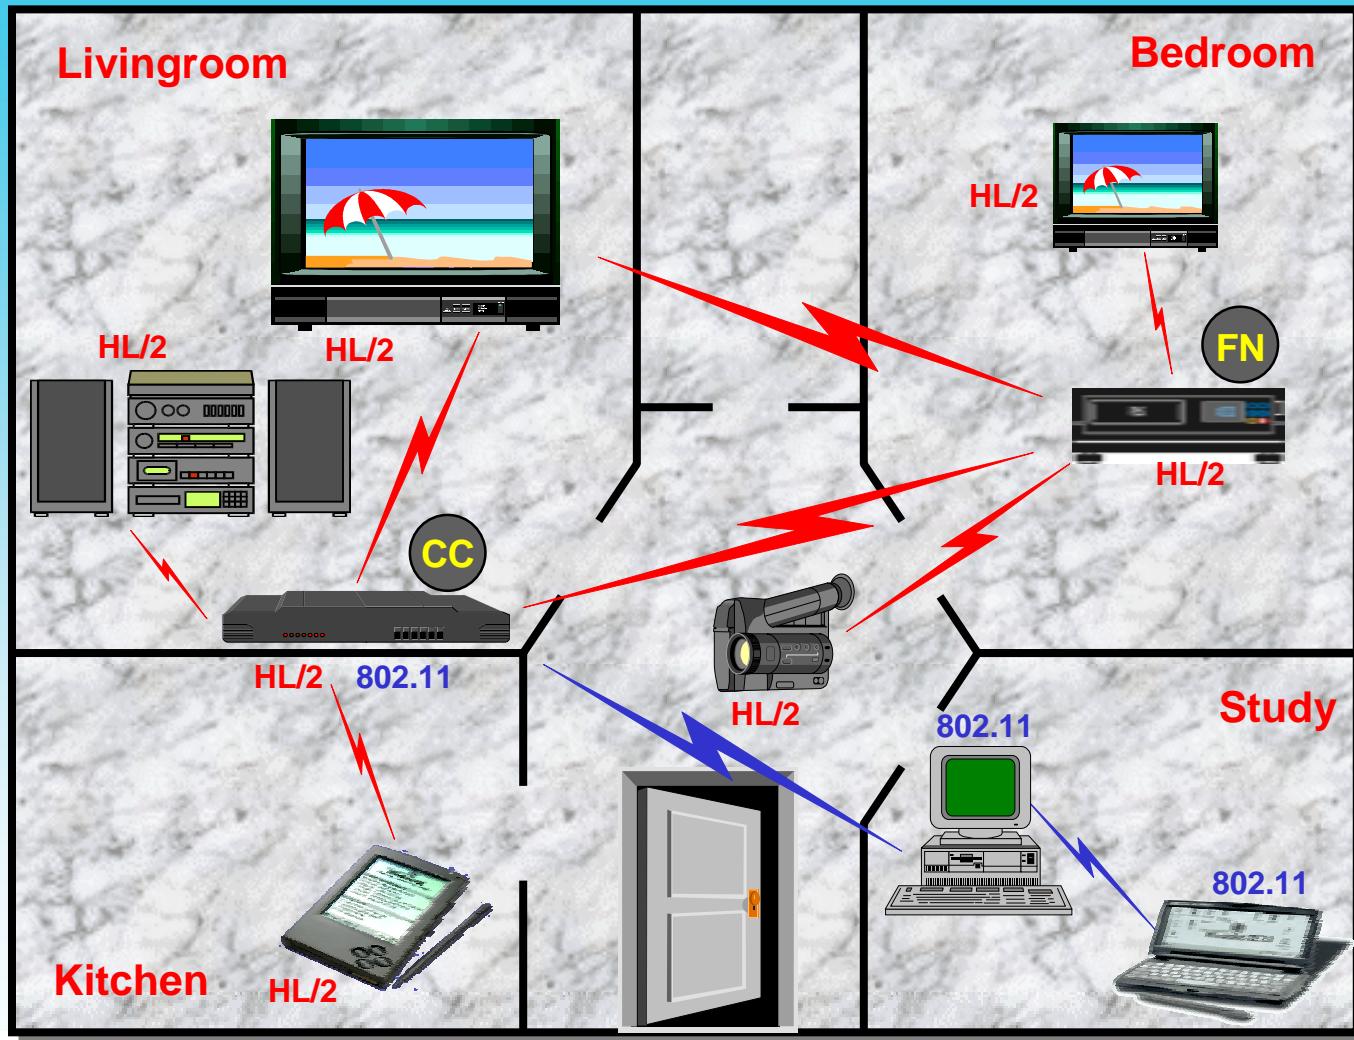 Livingroom
Bedroom
HL/2
HL/2
HL/2
FN
HL/2
CC
HL/2
802.11
HL/2
Study
802.11
802.11
Kitchen
HL/2